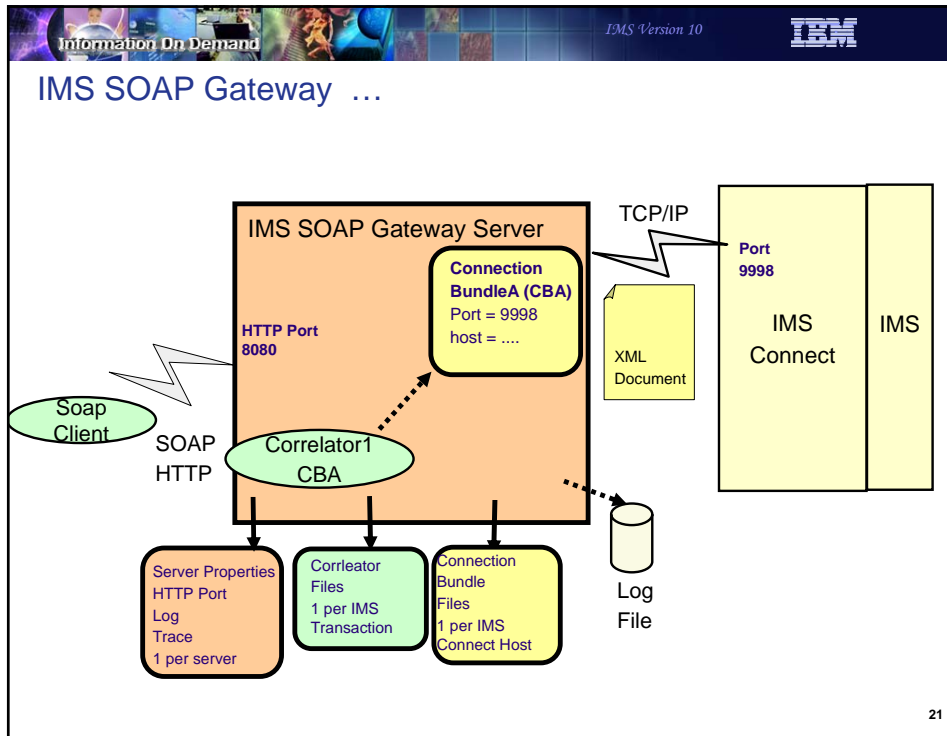 Information On Demand
IMS Version 10
IBM
IMS SOAP Gateway ...
IMS SOAP Gateway Server
TCP/IP
Connection
BundleA (CBA)
Port = 9998
host = ....
HTTP Port
8080
Port
9998
IMS
Connect
IMS
XML
Document
Soap
Client
SOAP
HTTP
Correlator1
CBA
Server Properties
HTTP Port
Log
Trace
1 per server
Corrleator
Files
1 per IMS
Transaction
Connection
Bundle
Files
1 per IMS
Connect Host
Log
File
21